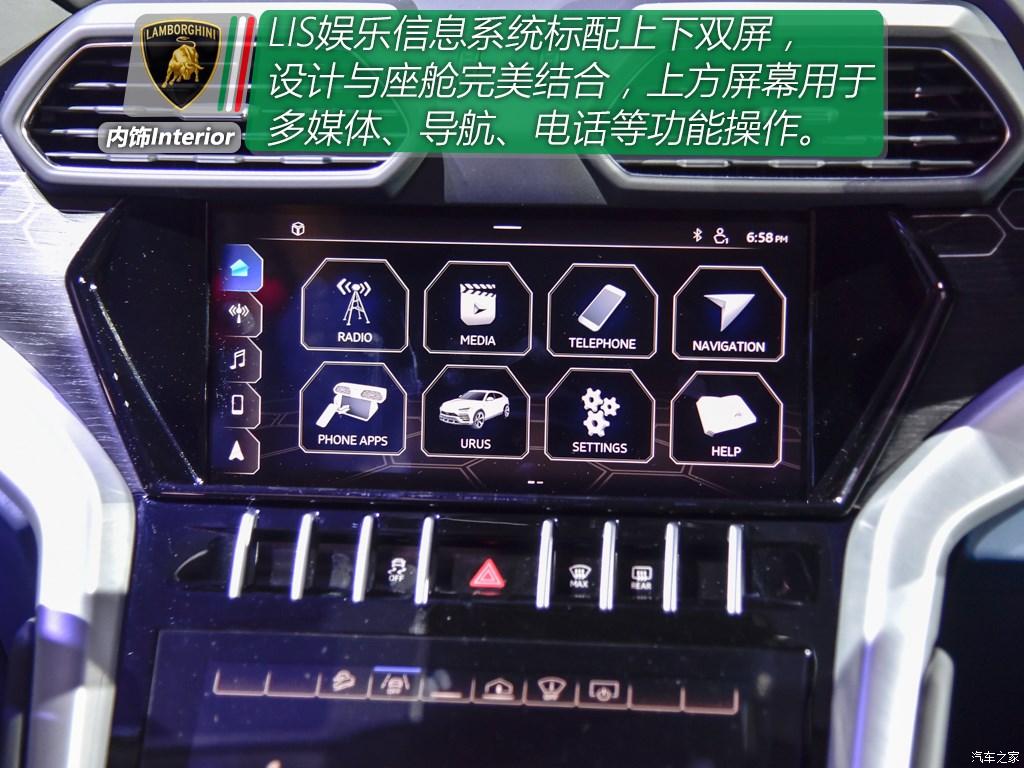 LAMBORGHINI
LIS娱乐信息系统标配上下双屏，
设计与座舱完美结合，上方屏幕用于
多媒体、导航、电话等功能操作。
内饰Interior
6:58 PM
RADIO
MEDIA
TELEPHONE
NAVIGATION
PHONE APPS
URUS
SETTINGS
HELP
OFF
MAX
REAR
OFF
汽车之家